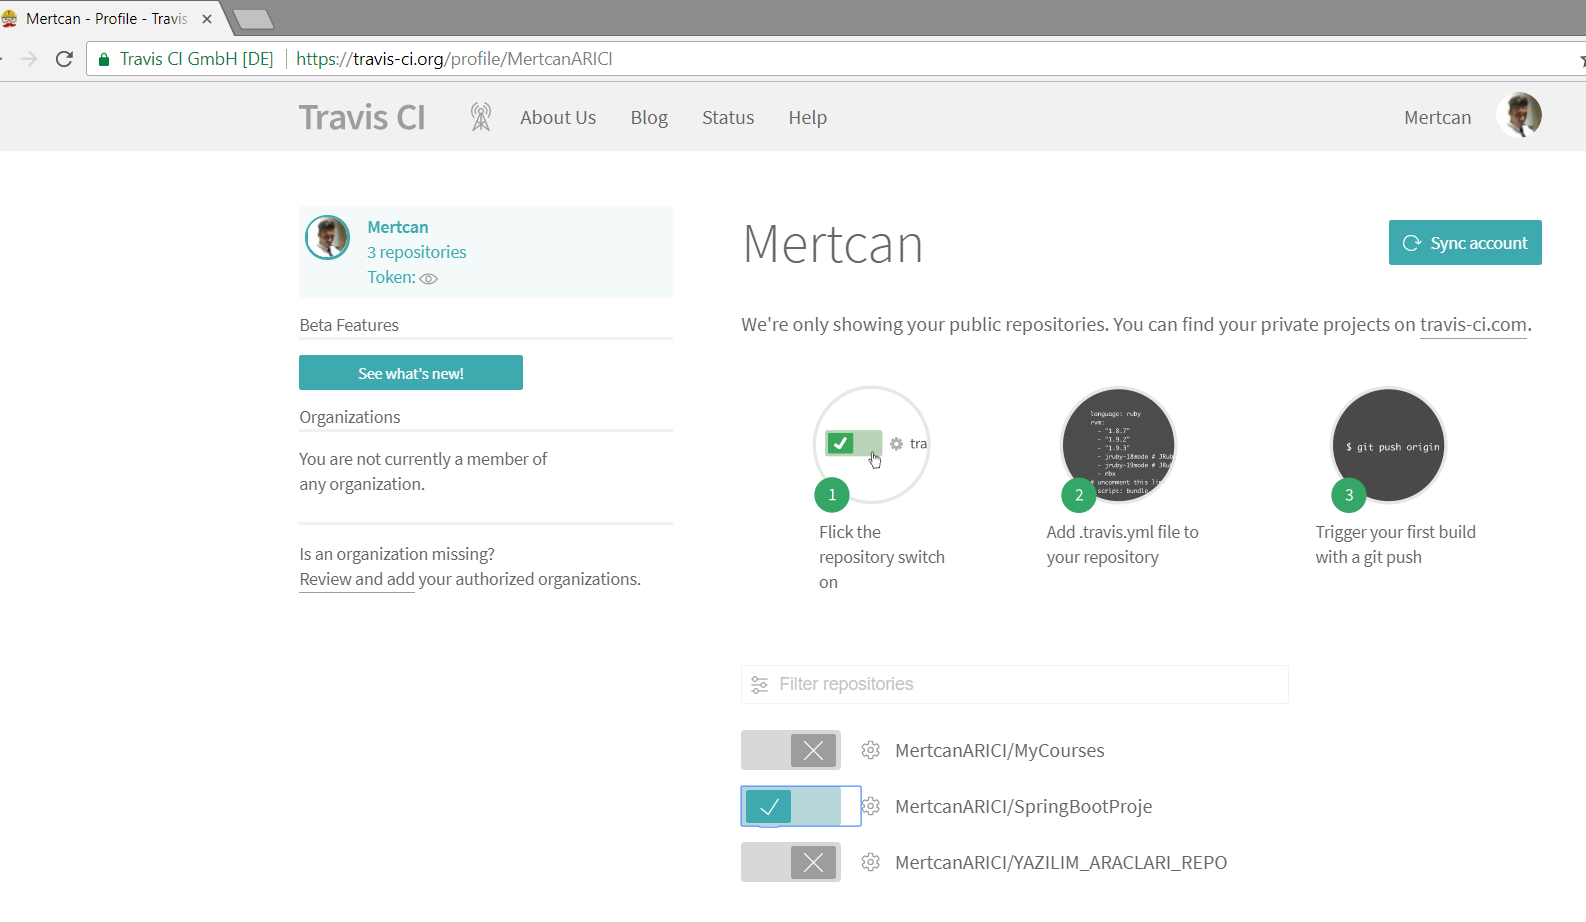 Mertcan - Profile - Travis
Travis CI GmbH [DE] https://travis-ci.org/profile/MertcanARICI
Travis CI About Us Blog Status Help Mertcan
Mertcan
3 repositories
Token:
Beta Features
See what's new!
Organizations
You are not currently a member of
any organization.
Is an organization missing?
Review and add your authorized organizations.
Mertcan
Sync account
We're only showing your public repositories. You can find your private projects on travis-ci.com.
tra
1
Flick the
repository switch
on
language: ruby
rvm:
- "1.8.7"
- "1.9.2"
- "1.9.3"
- jruby-18mode # JRub
- jruby-19mode # JRu
- rbx
# uncomment this lin
script: bundle
2
Add .travis.yml file to
your repository
$ git push origin
3
Trigger your first build
with a git push
Filter repositories
MertcanARICI/MyCourses
MertcanARICI/SpringBootProje
MertcanARICI/YAZILIM_ARACLARI_REPO